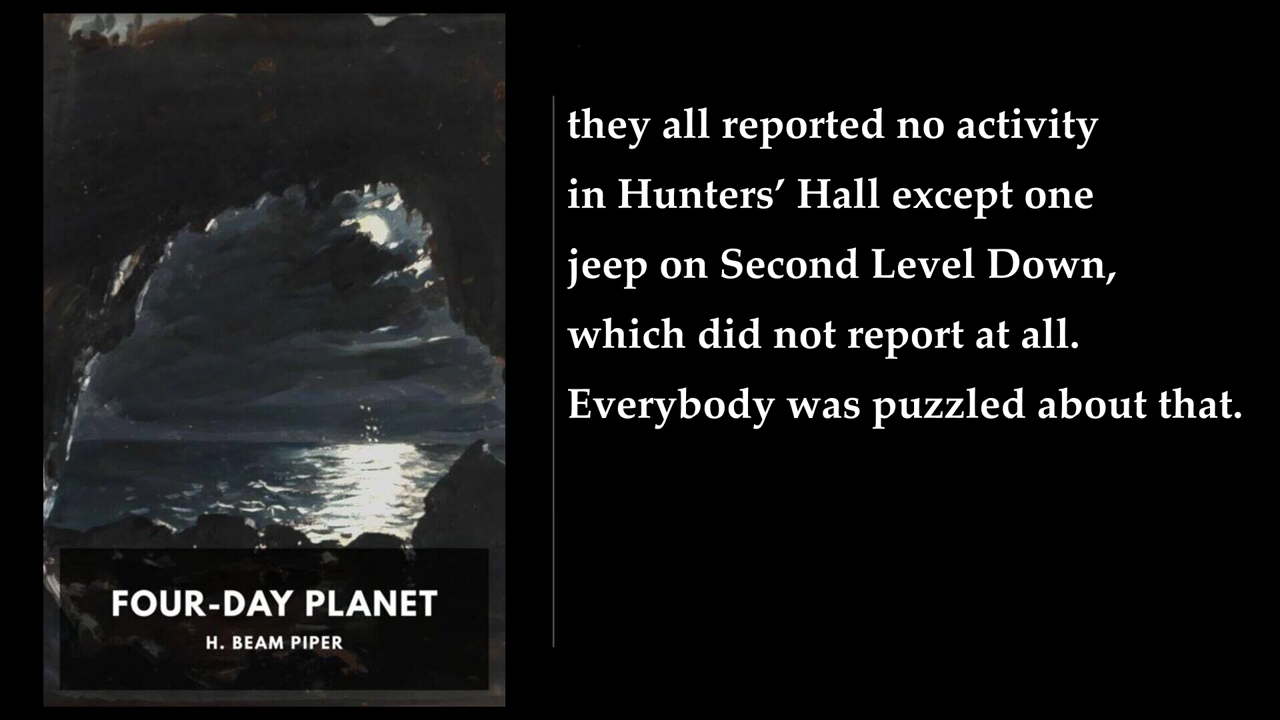 FOUR-DAY PLANET
H. BEAM PIPER
they all reported no activity
in Hunters’ Hall except one
jeep on Second Level Down,
which did not report at all.
Everybody was puzzled about that.